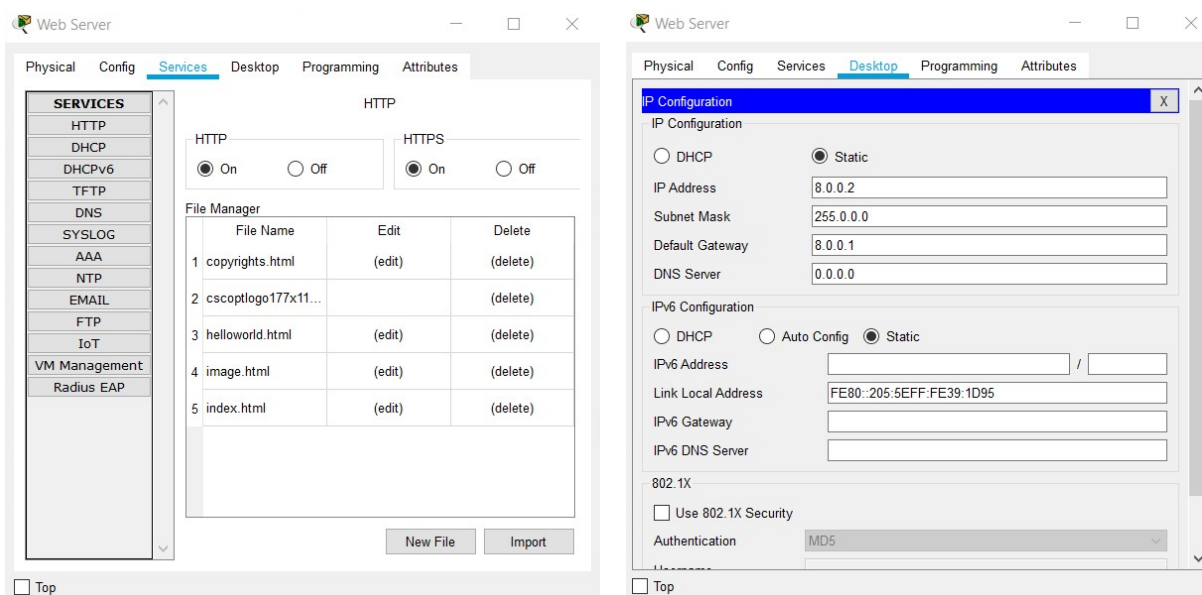 Web Server
Physical Config Services Desktop Programming Attributes
SERVICES
HTTP
DHCP
DHCPv6
TFTP
DNS
SYSLOG
AAA
NTP
EMAIL
FTP
IoT
VM Management
Radius EAP
HTTP
HTTP HTTPS
On Off On Off
File Manager
File Name Edit Delete
1 copyrights.html (edit) (delete)
2 cscoptlogo177x11... (delete)
3 helloworld.html (edit) (delete)
4 image.html (edit) (delete)
5 index.html (edit) (delete)
New File Import
Top
Web Server
Physical Config Services Desktop Programming Attributes
IP Configuration X
IP Configuration
DHCP Static
IP Address 8.0.0.2
Subnet Mask 255.0.0.0
Default Gateway 8.0.0.1
DNS Server 0.0.0.0
IPv6 Configuration
DHCP Auto Config Static
IPv6 Address /
Link Local Address FE80::205:5EFF:FE39:1D95
IPv6 Gateway
IPv6 DNS Server
802.1X
Use 802.1X Security
Authentication MD5
Top